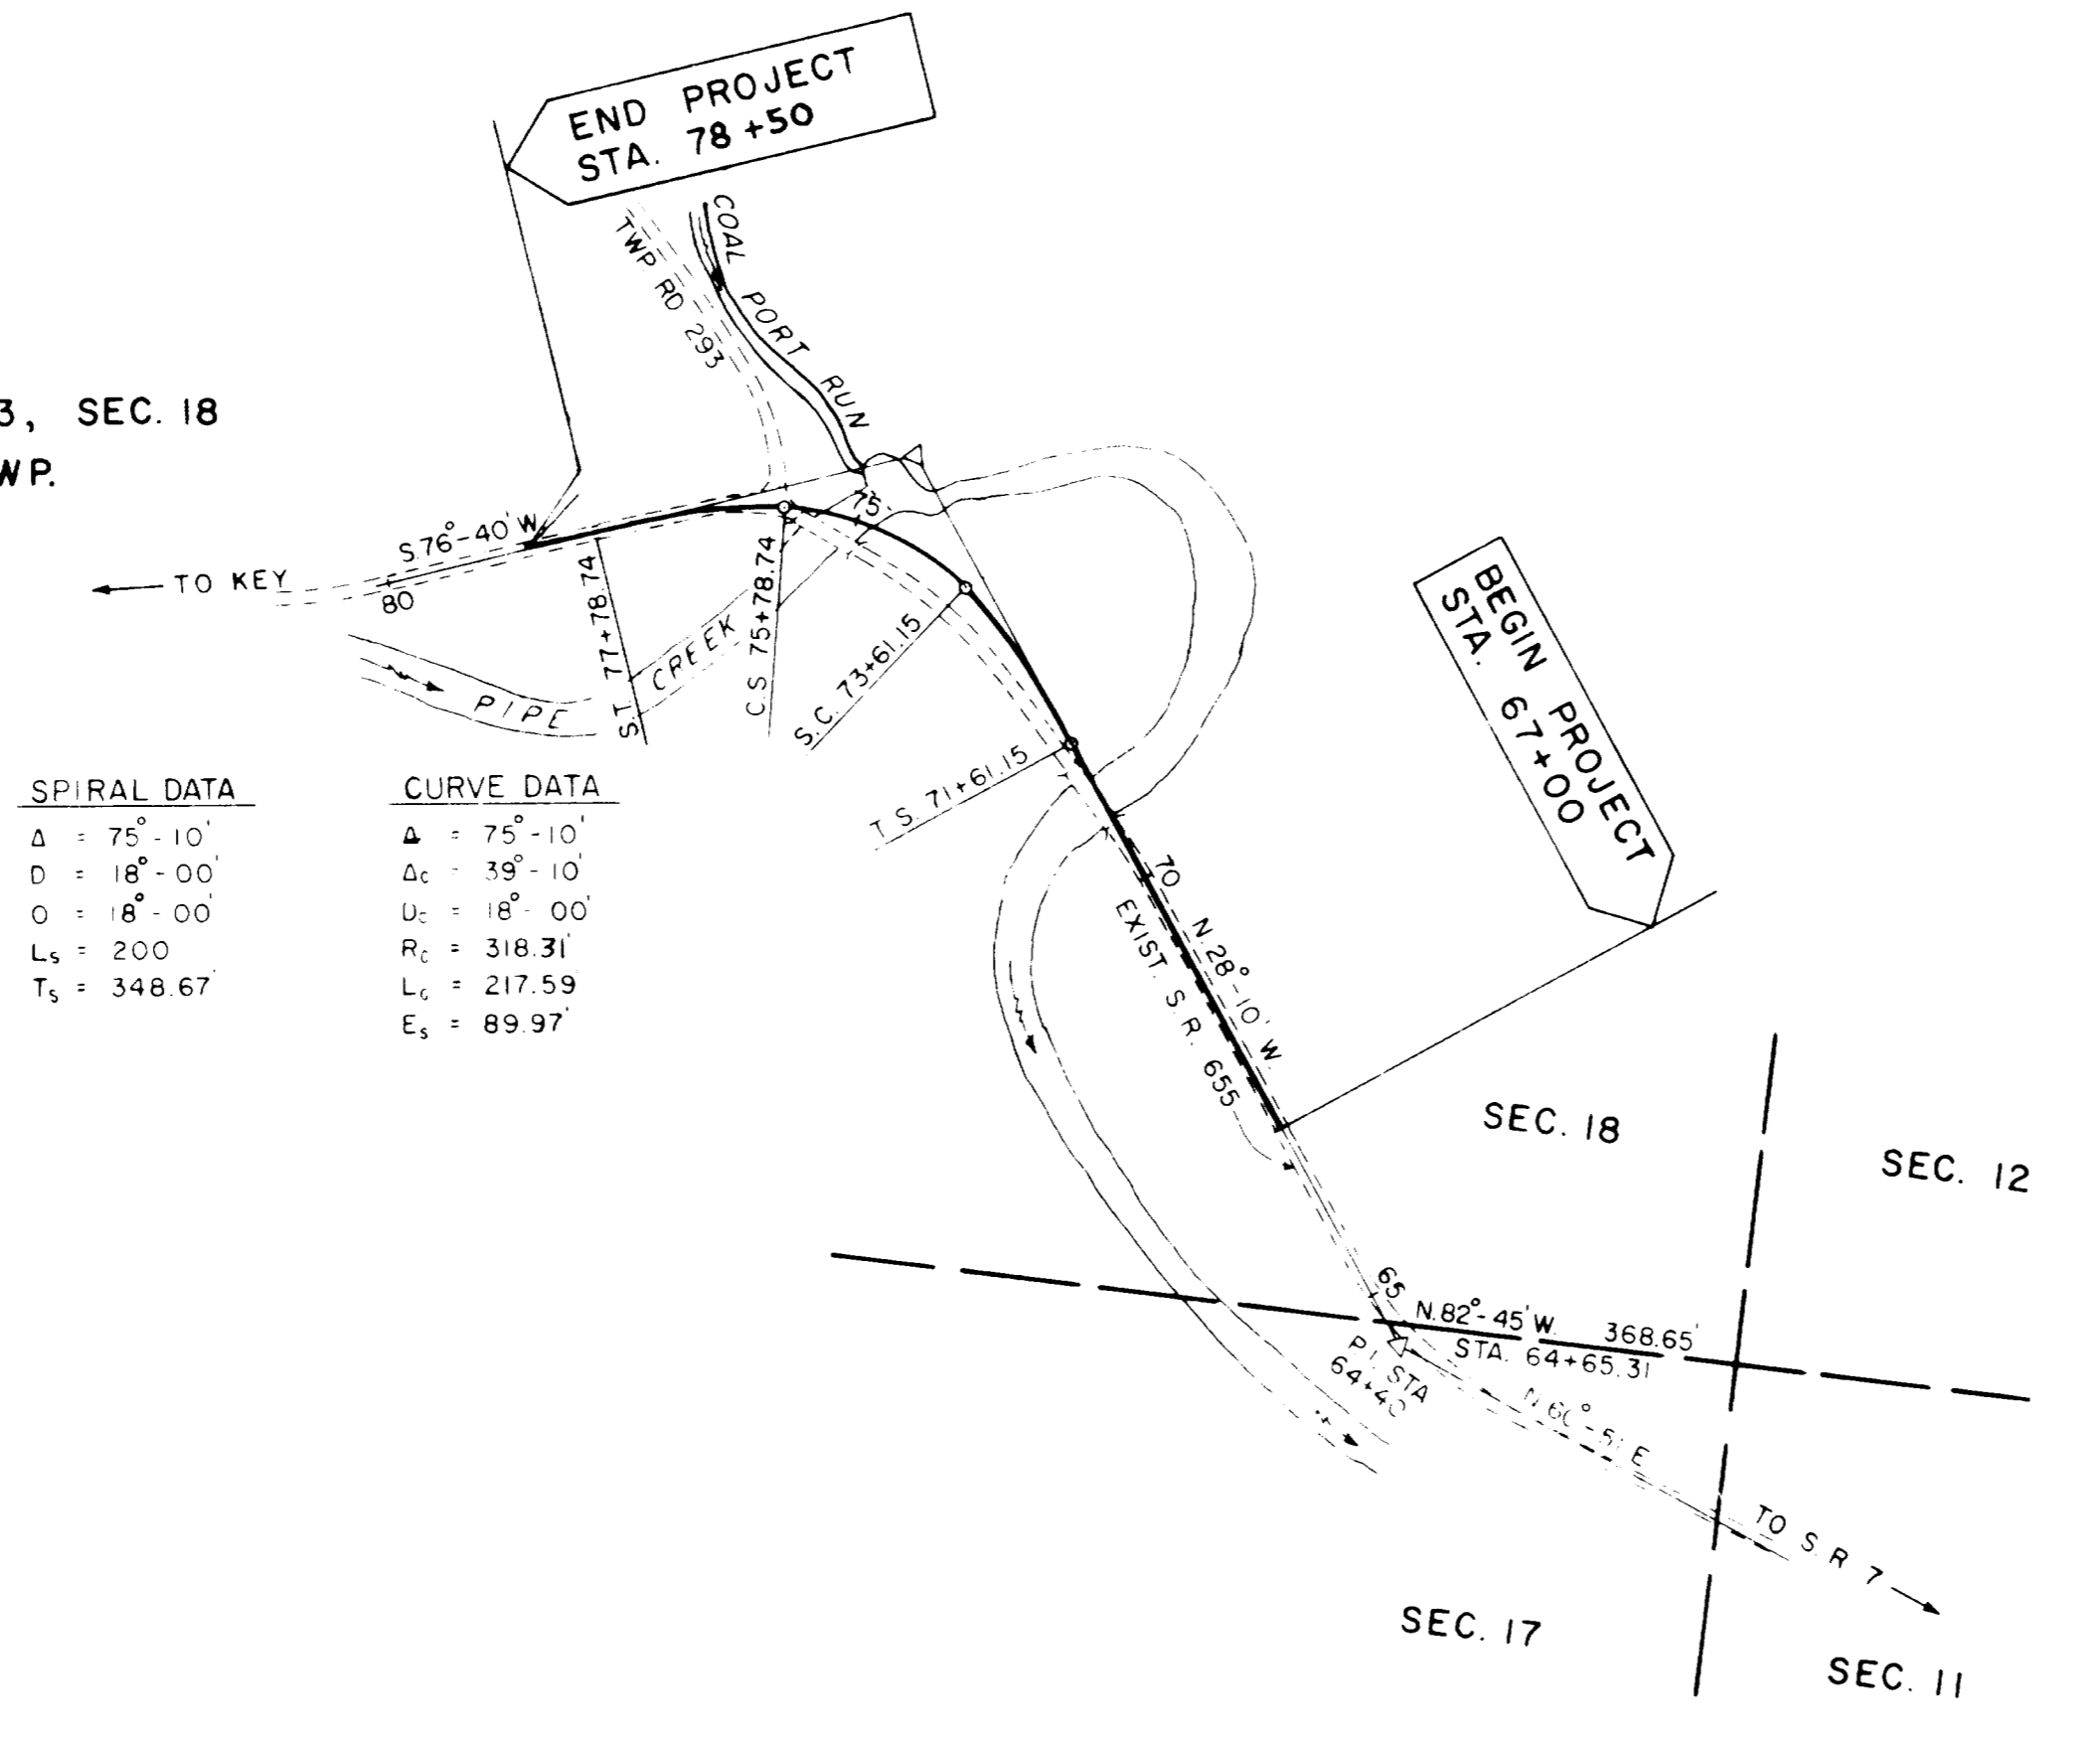 END PROJECT
STA. 78+50
COAL PORT RUN
TWP. RD 293
3, SEC. 18
WP.
S.76°-40'W.
75
TO KEY
80
S.T. 77+78.74
C.S. 75+78.74
S.C. 73+61.15
T.S. 71+61.15
PIPE CREEK
BEGIN PROJECT
STA. 67+00
SPIRAL DATA
Δ = 75°-10'
D = 18°-00'
O = 18°-00'
Ls = 200
Ts = 348.67'
CURVE DATA
Δ = 75°-10'
Δc = 39°-10'
Dc = 18°-00'
Rc = 318.31'
Lc = 217.59
Es = 89.97'
70
N.28°-10'W.
EXIST. S.R. 655
SEC. 18
SEC. 12
65
N.82°-45'W. 368.65'
STA. 64+65.31
P.I. STA
64+40
TO S.R 7
SEC. 17
SEC. 11